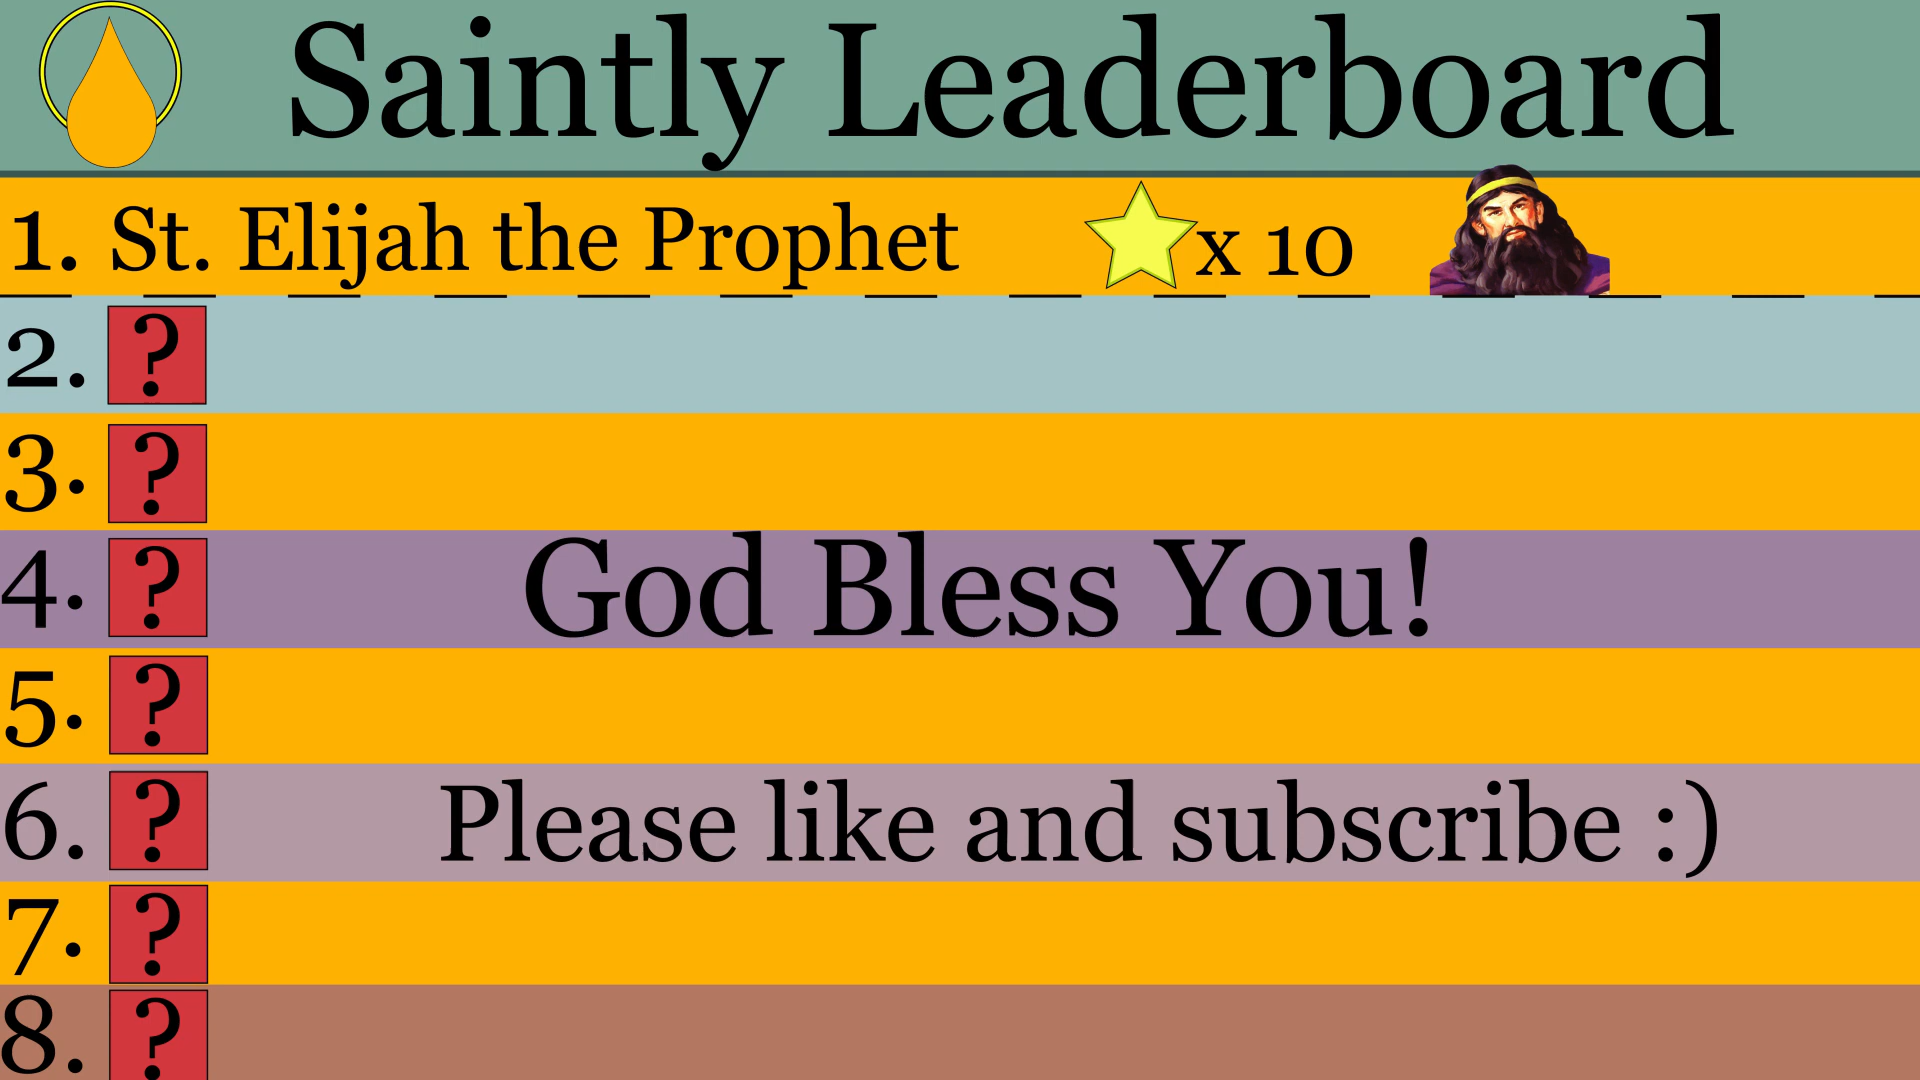 Saintly Leaderboard
1. St. Elijah the Prophet x 10
2. ?
3. ?
4. ? God Bless You!
5. ?
6. ? Please like and subscribe :)
7. ?
8. ?